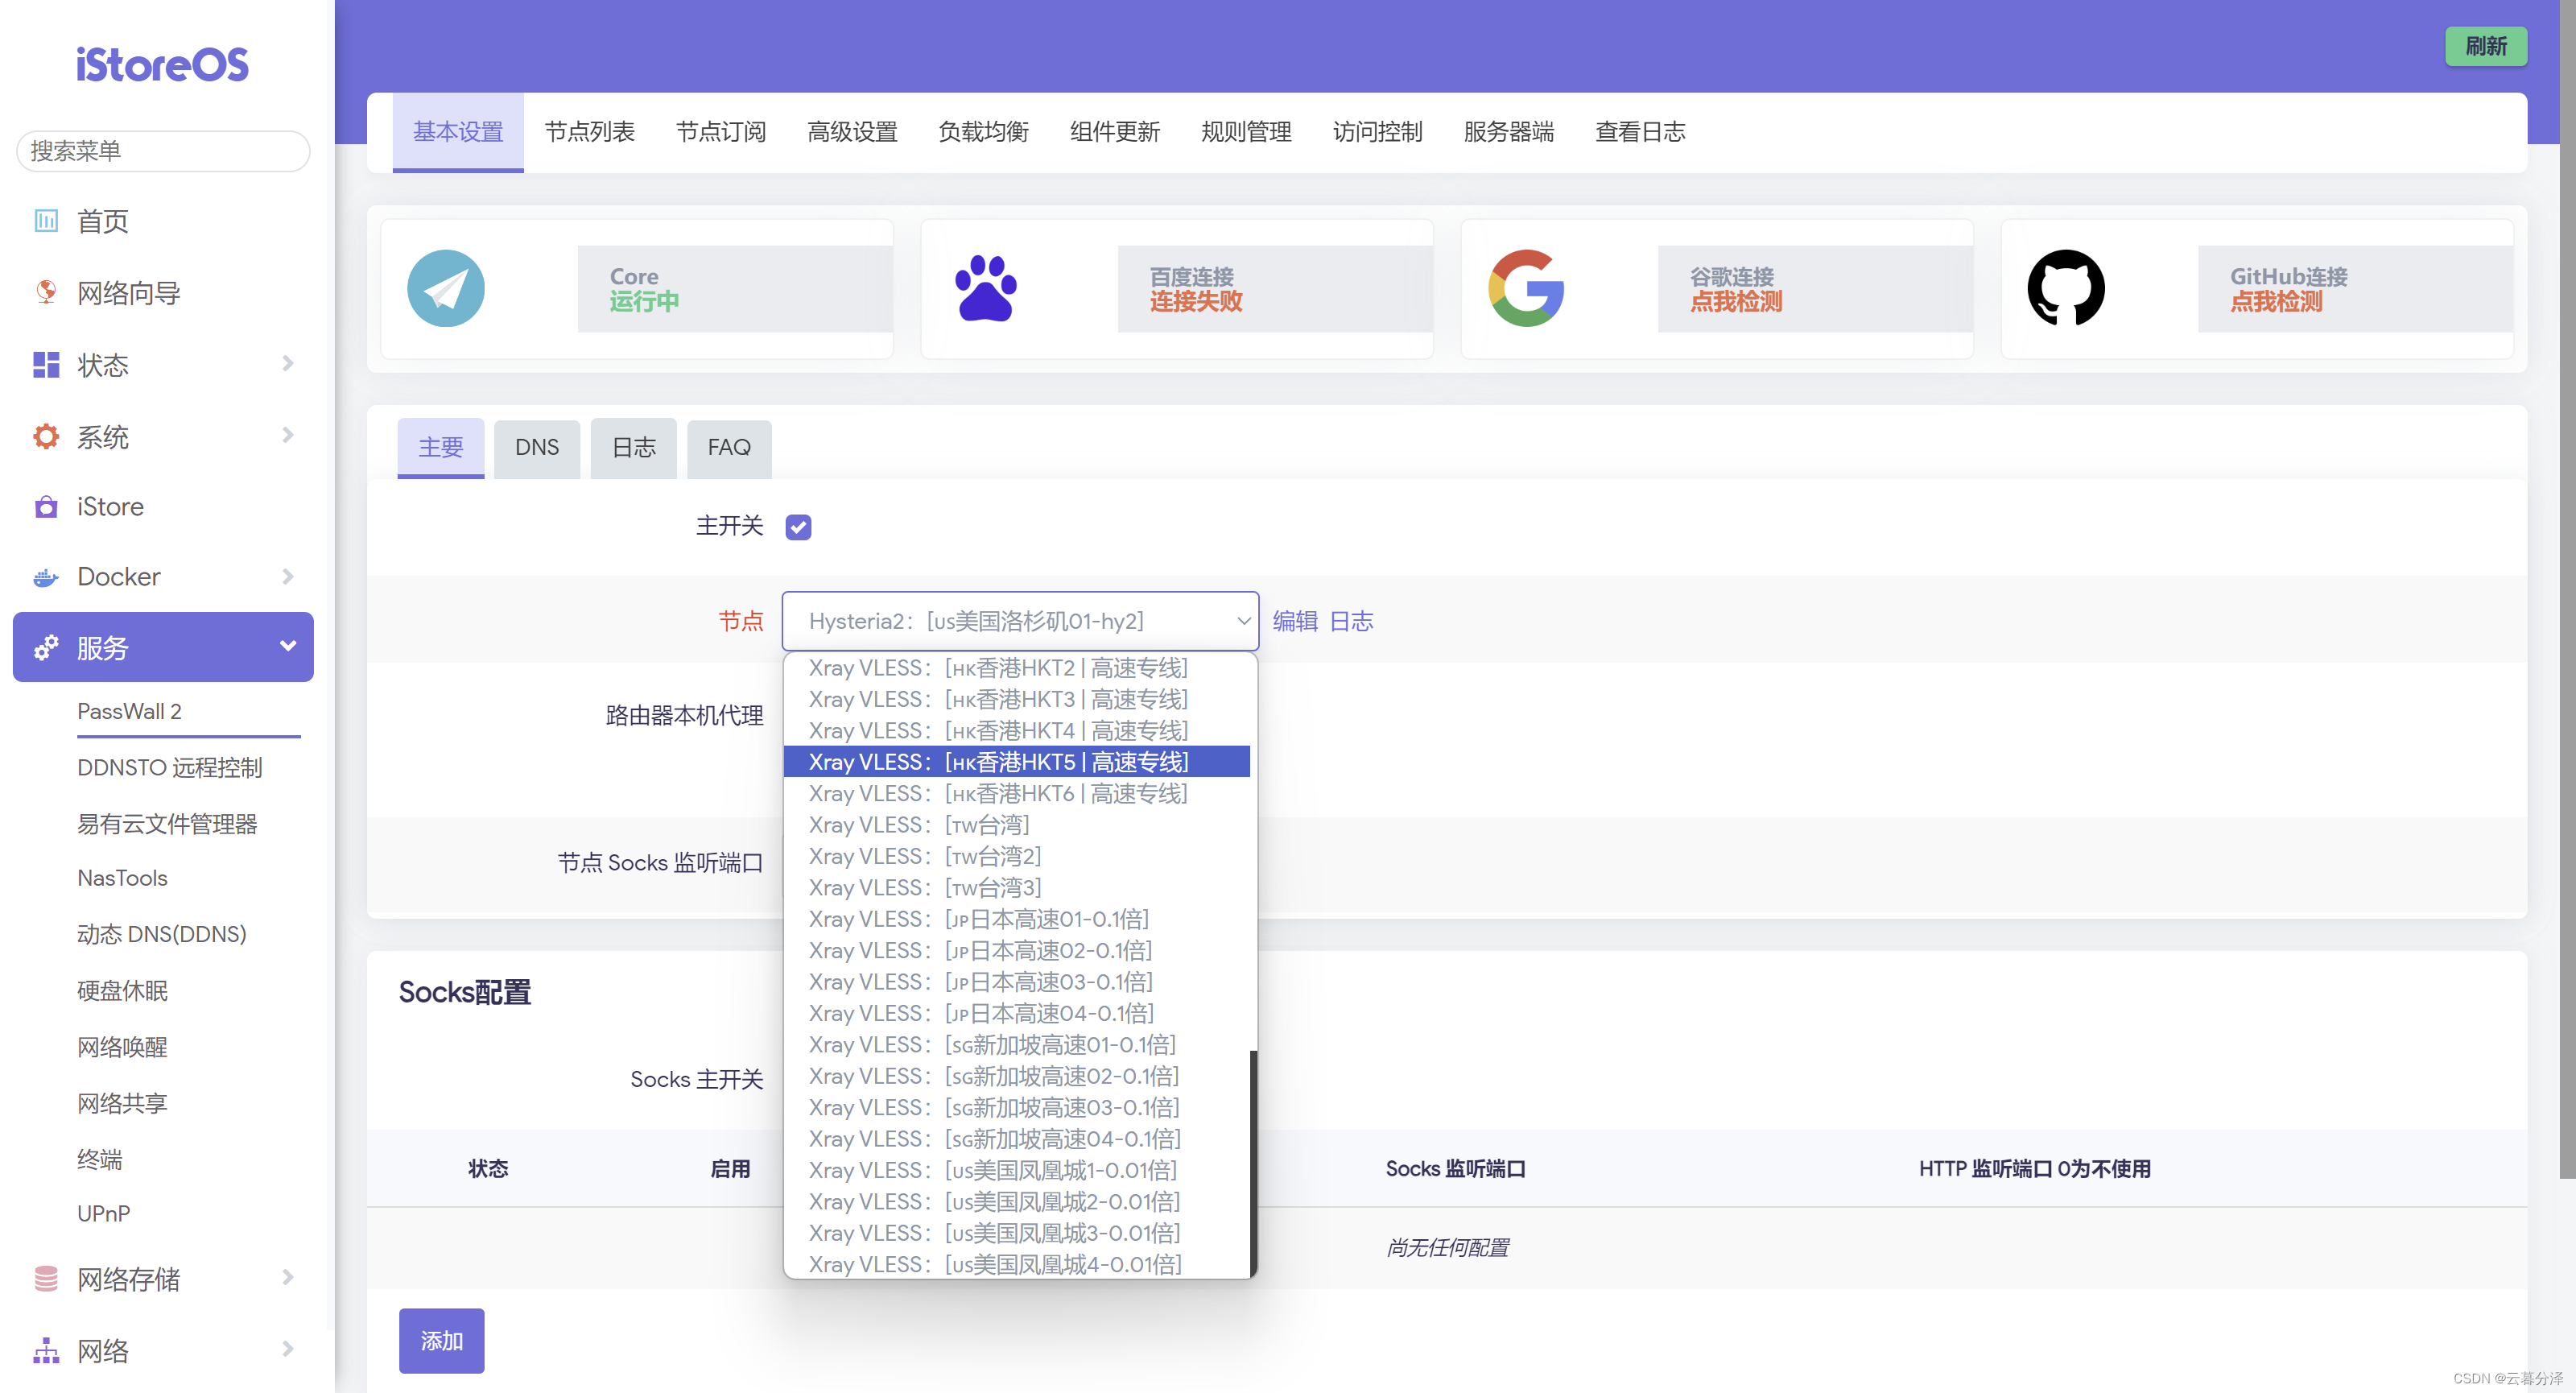 iStoreOS
搜索菜单
首页
网络向导
状态
系统
iStore
Docker
服务
PassWall 2
DDNSTO 远程控制
易有云文件管理器
NasTools
动态 DNS(DDNS)
硬盘休眠
网络唤醒
网络共享
终端
UPnP
网络存储
网络
刷新
基本设置 节点列表 节点订阅 高级设置 负载均衡 组件更新 规则管理 访问控制 服务器端 查看日志
Core
运行中
百度连接
连接失败
谷歌连接
点我检测
GitHub连接
点我检测
主要 DNS 日志 FAQ
主开关
节点 Hysteria2：[US美国洛杉矶01-hy2] 编辑 日志
Xray VLESS：[HK香港HKT2 | 高速专线]
Xray VLESS：[HK香港HKT3 | 高速专线]
Xray VLESS：[HK香港HKT4 | 高速专线]
Xray VLESS：[HK香港HKT5 | 高速专线]
Xray VLESS：[HK香港HKT6 | 高速专线]
Xray VLESS：[TW台湾]
Xray VLESS：[TW台湾2]
Xray VLESS：[TW台湾3]
Xray VLESS：[JP日本高速01-0.1倍]
Xray VLESS：[JP日本高速02-0.1倍]
Xray VLESS：[JP日本高速03-0.1倍]
Xray VLESS：[JP日本高速04-0.1倍]
Xray VLESS：[SG新加坡高速01-0.1倍]
Xray VLESS：[SG新加坡高速02-0.1倍]
Xray VLESS：[SG新加坡高速03-0.1倍]
Xray VLESS：[SG新加坡高速04-0.1倍]
Xray VLESS：[US美国凤凰城1-0.01倍]
Xray VLESS：[US美国凤凰城2-0.01倍]
Xray VLESS：[US美国凤凰城3-0.01倍]
Xray VLESS：[US美国凤凰城4-0.01倍]
路由器本机代理
节点 Socks 监听端口
Socks配置
Socks 主开关
状态 启用 Socks 监听端口 HTTP 监听端口 0为不使用
尚无任何配置
添加
CSDN @云暮分泽